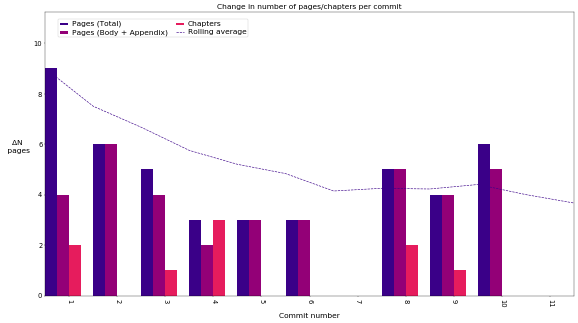 Change in number of pages/chapters per commit
Pages (Total)
Pages (Body + Appendix)
Chapters
Rolling average
10
8
6
4
2
0
ΔN
pages
1 2 3 4 5 6 7 8 9 10 11
Commit number